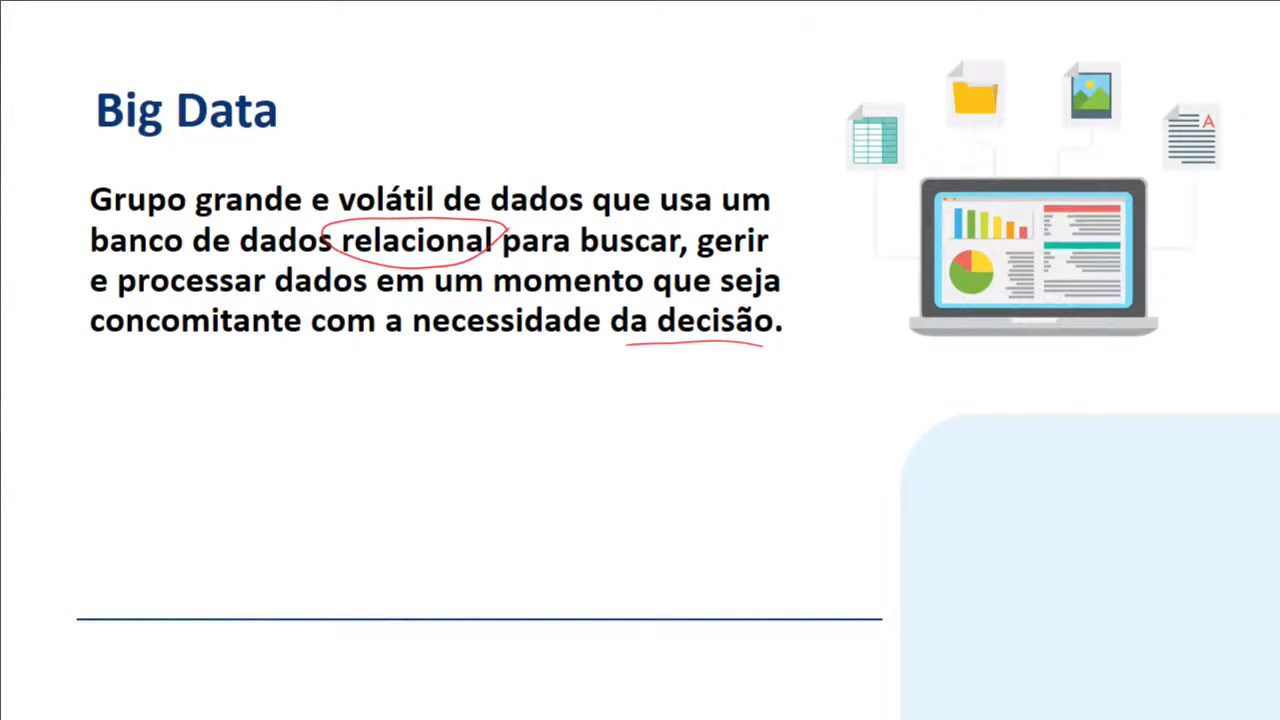 Big Data
Grupo grande e volátil de dados que usa um
banco de dados relacional para buscar, gerir
e processar dados em um momento que seja
concomitante com a necessidade da decisão.
A